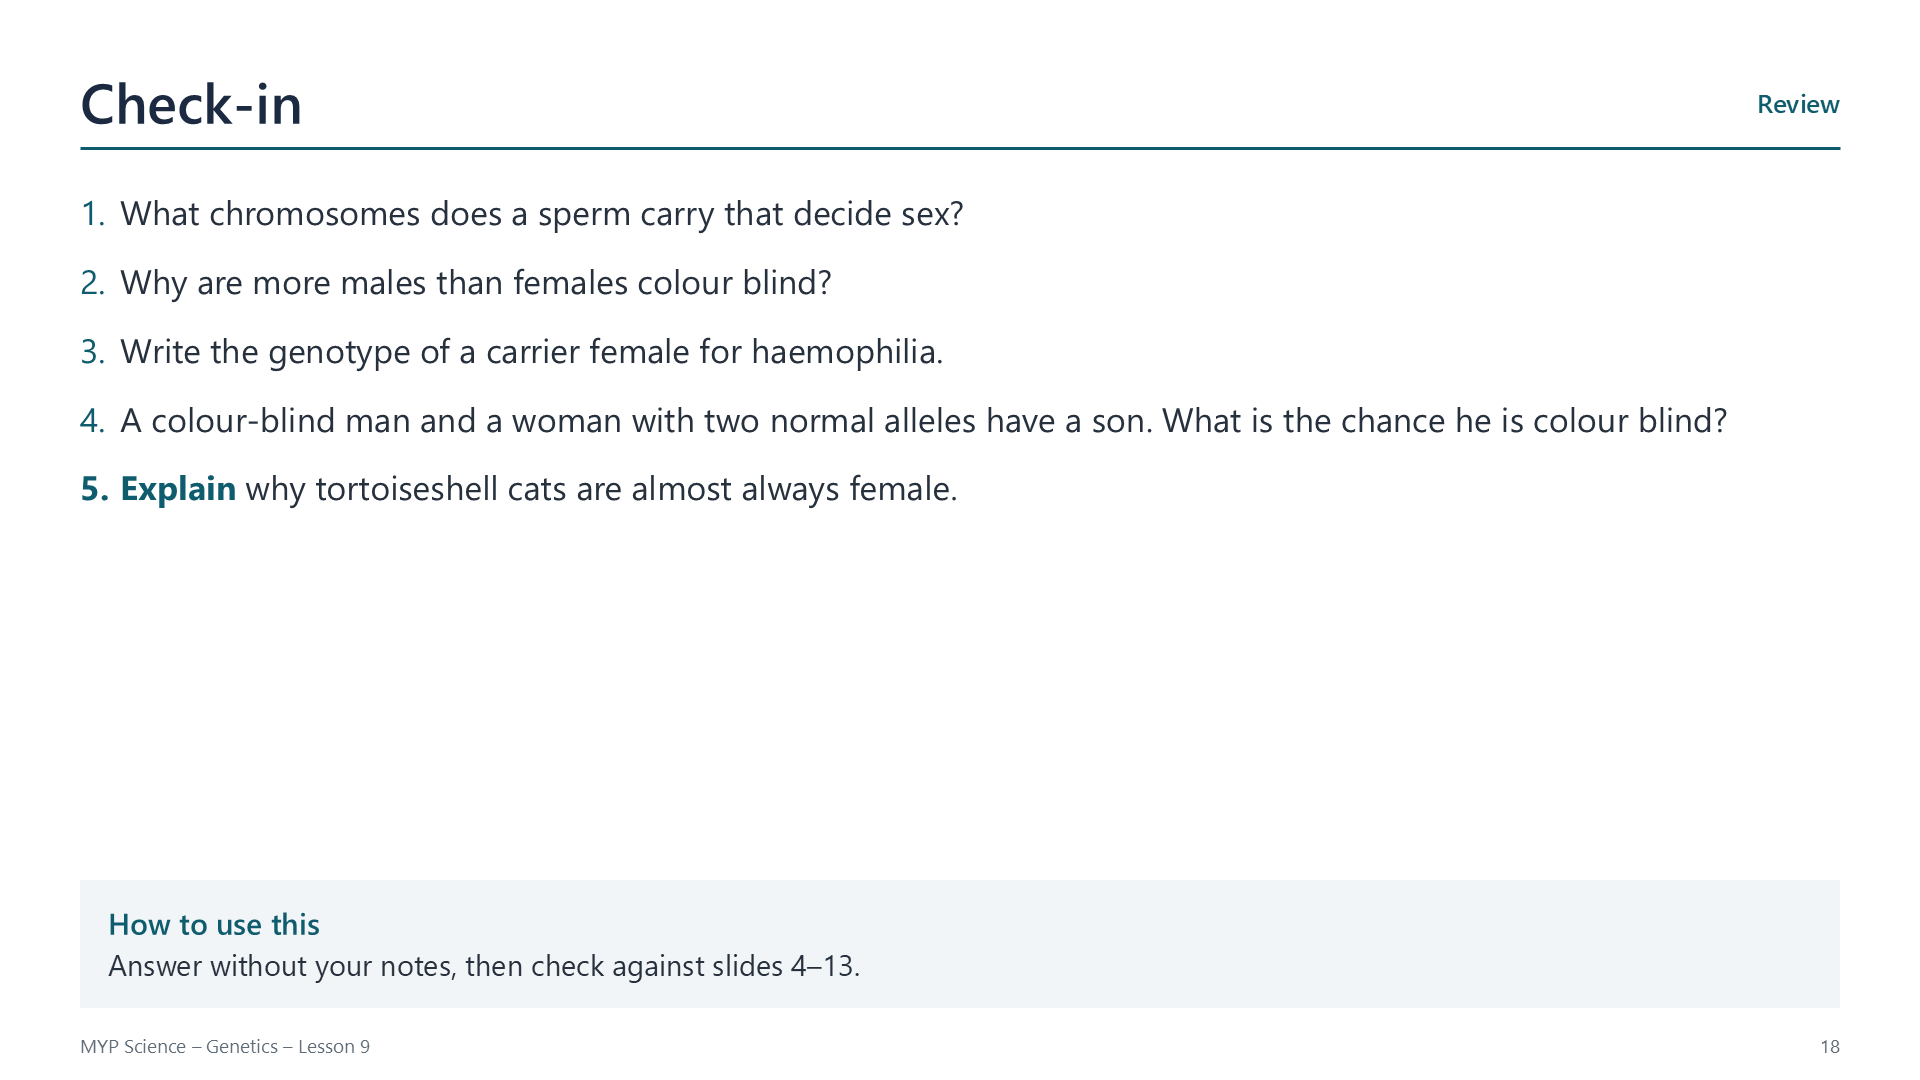 Check-in
Review
1. What chromosomes does a sperm carry that decide sex?
2. Why are more males than females colour blind?
3. Write the genotype of a carrier female for haemophilia.
4. A colour-blind man and a woman with two normal alleles have a son. What is the chance he is colour blind?
5. Explain why tortoiseshell cats are almost always female.
How to use this
Answer without your notes, then check against slides 4–13.
MYP Science – Genetics – Lesson 9
18